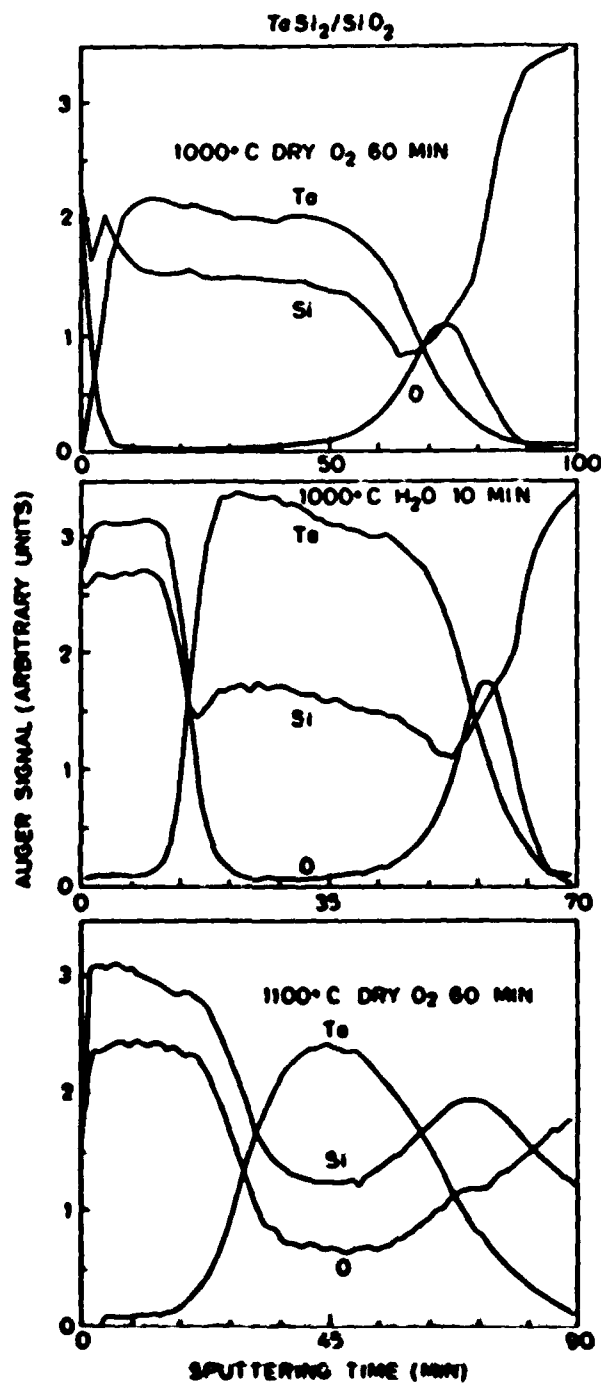 TaSi2/SiO2
3
2
1
0
1000°C DRY O2 60 MIN
Ta
Si
O
0
50
100
AUGER SIGNAL (ARBITRARY UNITS)
3
2
1
0
1000°C H2O 10 MIN
Ta
Si
O
0
35
70
3
2
1
0
1100°C DRY O2 60 MIN
Ta
Si
O
0
45
90
SPUTTERING TIME (MIN)